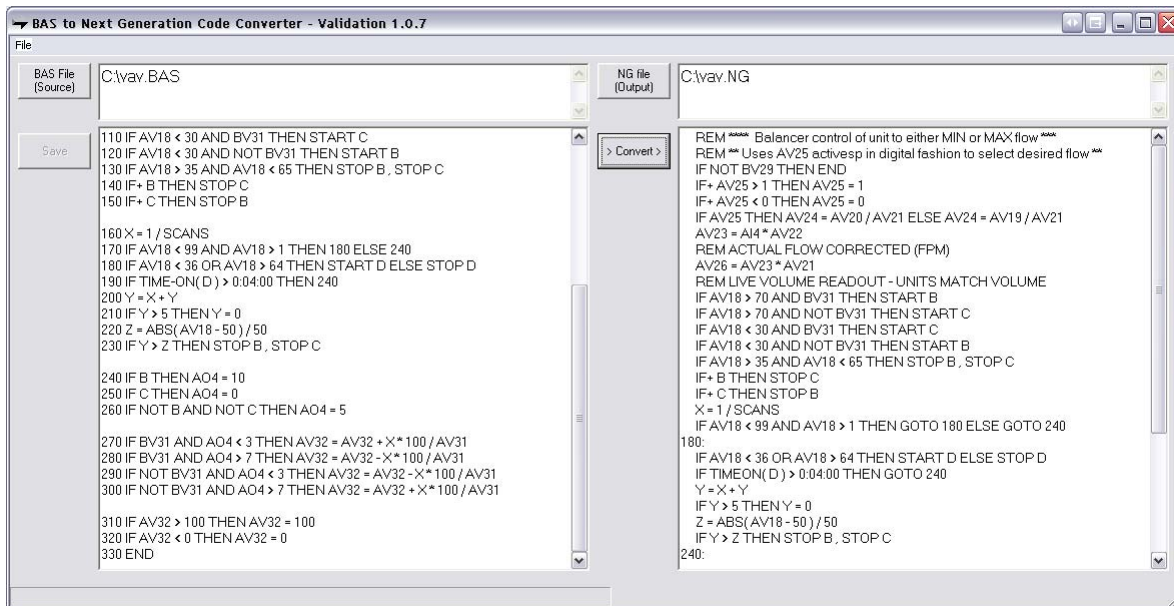 BAS to Next Generation Code Converter - Validation 1.0.7
File
BAS File
(Source)
C:\vav.BAS
NG file
(Output)
C:\vav.NG
Save
110 IF AV18 < 30 AND BV31 THEN START C
120 IF AV18 < 30 AND NOT BV31 THEN START B
130 IF AV18 > 35 AND AV18 < 65 THEN STOP B , STOP C
140 IF+ B THEN STOP C
150 IF+ C THEN STOP B
160 X = 1 / SCANS
170 IF AV18 < 99 AND AV18 > 1 THEN 180 ELSE 240
180 IF AV18 < 36 OR AV18 > 64 THEN START D ELSE STOP D
190 IF TIME-ON( D ) > 0:04:00 THEN 240
200 Y = X + Y
210 IF Y > 5 THEN Y = 0
220 Z = ABS( AV18 - 50 ) / 50
230 IF Y > Z THEN STOP B , STOP C
240 IF B THEN AO4 = 10
250 IF C THEN AO4 = 0
260 IF NOT B AND NOT C THEN AO4 = 5
270 IF BV31 AND AO4 < 3 THEN AV32 = AV32 + X * 100 / AV31
280 IF BV31 AND AO4 > 7 THEN AV32 = AV32 - X * 100 / AV31
290 IF NOT BV31 AND AO4 < 3 THEN AV32 = AV32 - X * 100 / AV31
300 IF NOT BV31 AND AO4 > 7 THEN AV32 = AV32 + X * 100 / AV31
310 IF AV32 > 100 THEN AV32 = 100
320 IF AV32 < 0 THEN AV32 = 0
330 END
> Convert >
REM **** Balancer control of unit to either MIN or MAX flow ***
REM ** Uses AV25 activesp in digital fashion to select desired flow **
IF NOT BV29 THEN END
IF+ AV25 > 1 THEN AV25 = 1
IF+ AV25 < 0 THEN AV25 = 0
IF AV25 THEN AV24 = AV20 / AV21 ELSE AV24 = AV19 / AV21
AV23 = AI4 * AV22
REM ACTUAL FLOW CORRECTED (FPM)
AV26 = AV23 * AV21
REM LIVE VOLUME READOUT - UNITS MATCH VOLUME
IF AV18 > 70 AND BV31 THEN START B
IF AV18 > 70 AND NOT BV31 THEN START C
IF AV18 < 30 AND BV31 THEN START C
IF AV18 < 30 AND NOT BV31 THEN START B
IF AV18 > 35 AND AV18 < 65 THEN STOP B , STOP C
IF+ B THEN STOP C
IF+ C THEN STOP B
X = 1 / SCANS
IF AV18 < 99 AND AV18 > 1 THEN GOTO 180 ELSE GOTO 240
180:
IF AV18 < 36 OR AV18 > 64 THEN START D ELSE STOP D
IF TIMEON( D ) > 0:04:00 THEN GOTO 240
Y = X + Y
IF Y > 5 THEN Y = 0
Z = ABS( AV18 - 50 ) / 50
IF Y > Z THEN STOP B , STOP C
240: